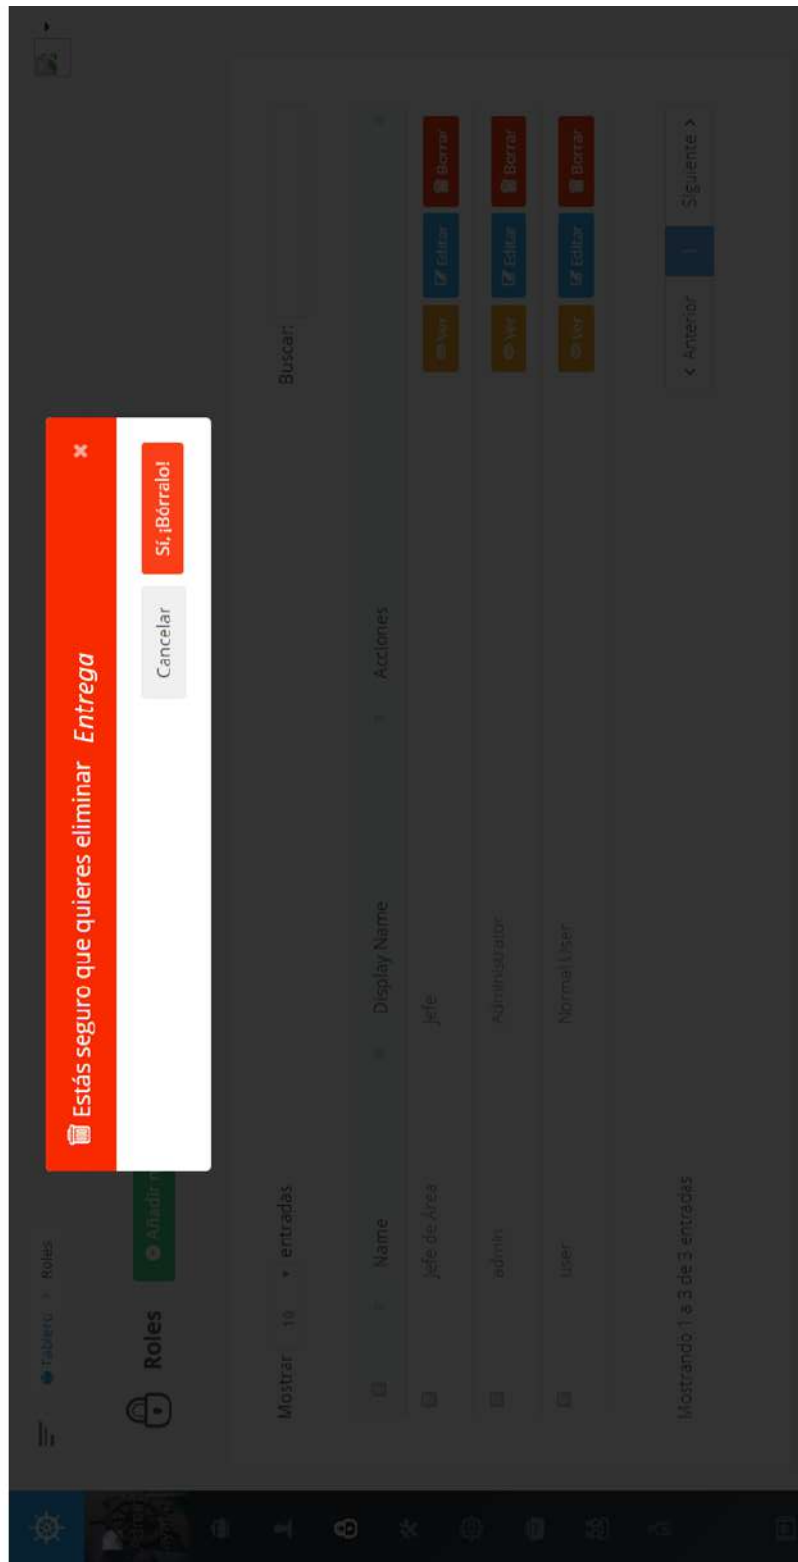 Tablero Roles
Roles
Añadir n
Estás seguro que quieres eliminar Entrega
Cancelar
Sí, ¡Bórralo!
Mostrar 10 entradas
Buscar:
Name Display Name Acciones
Jefe de Area Jefe Ver Editar Borrar
admin Administrator Ver Editar Borrar
user Normal User Ver Editar Borrar
Mostrando 1 a 3 de 3 entradas
Anterior 1 Siguiente